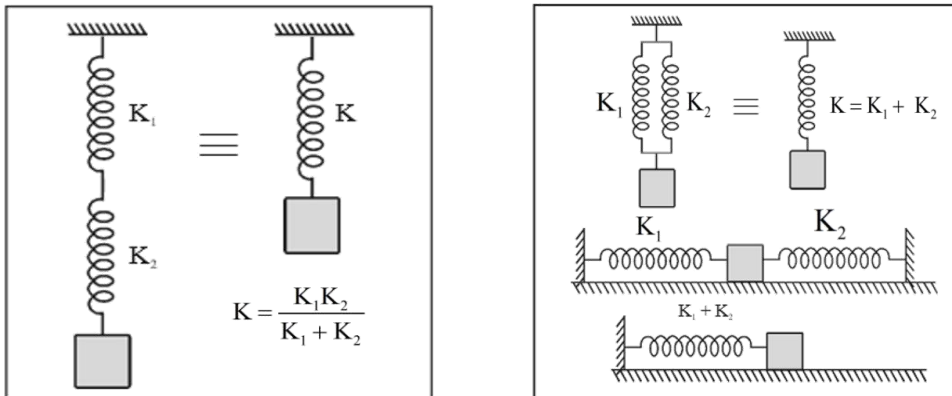 K₁
K
K₂
K = K₁K₂ / K₁ + K₂
K₁ K₂ K = K₁ + K₂
K₁ K₂
K₁ + K₂